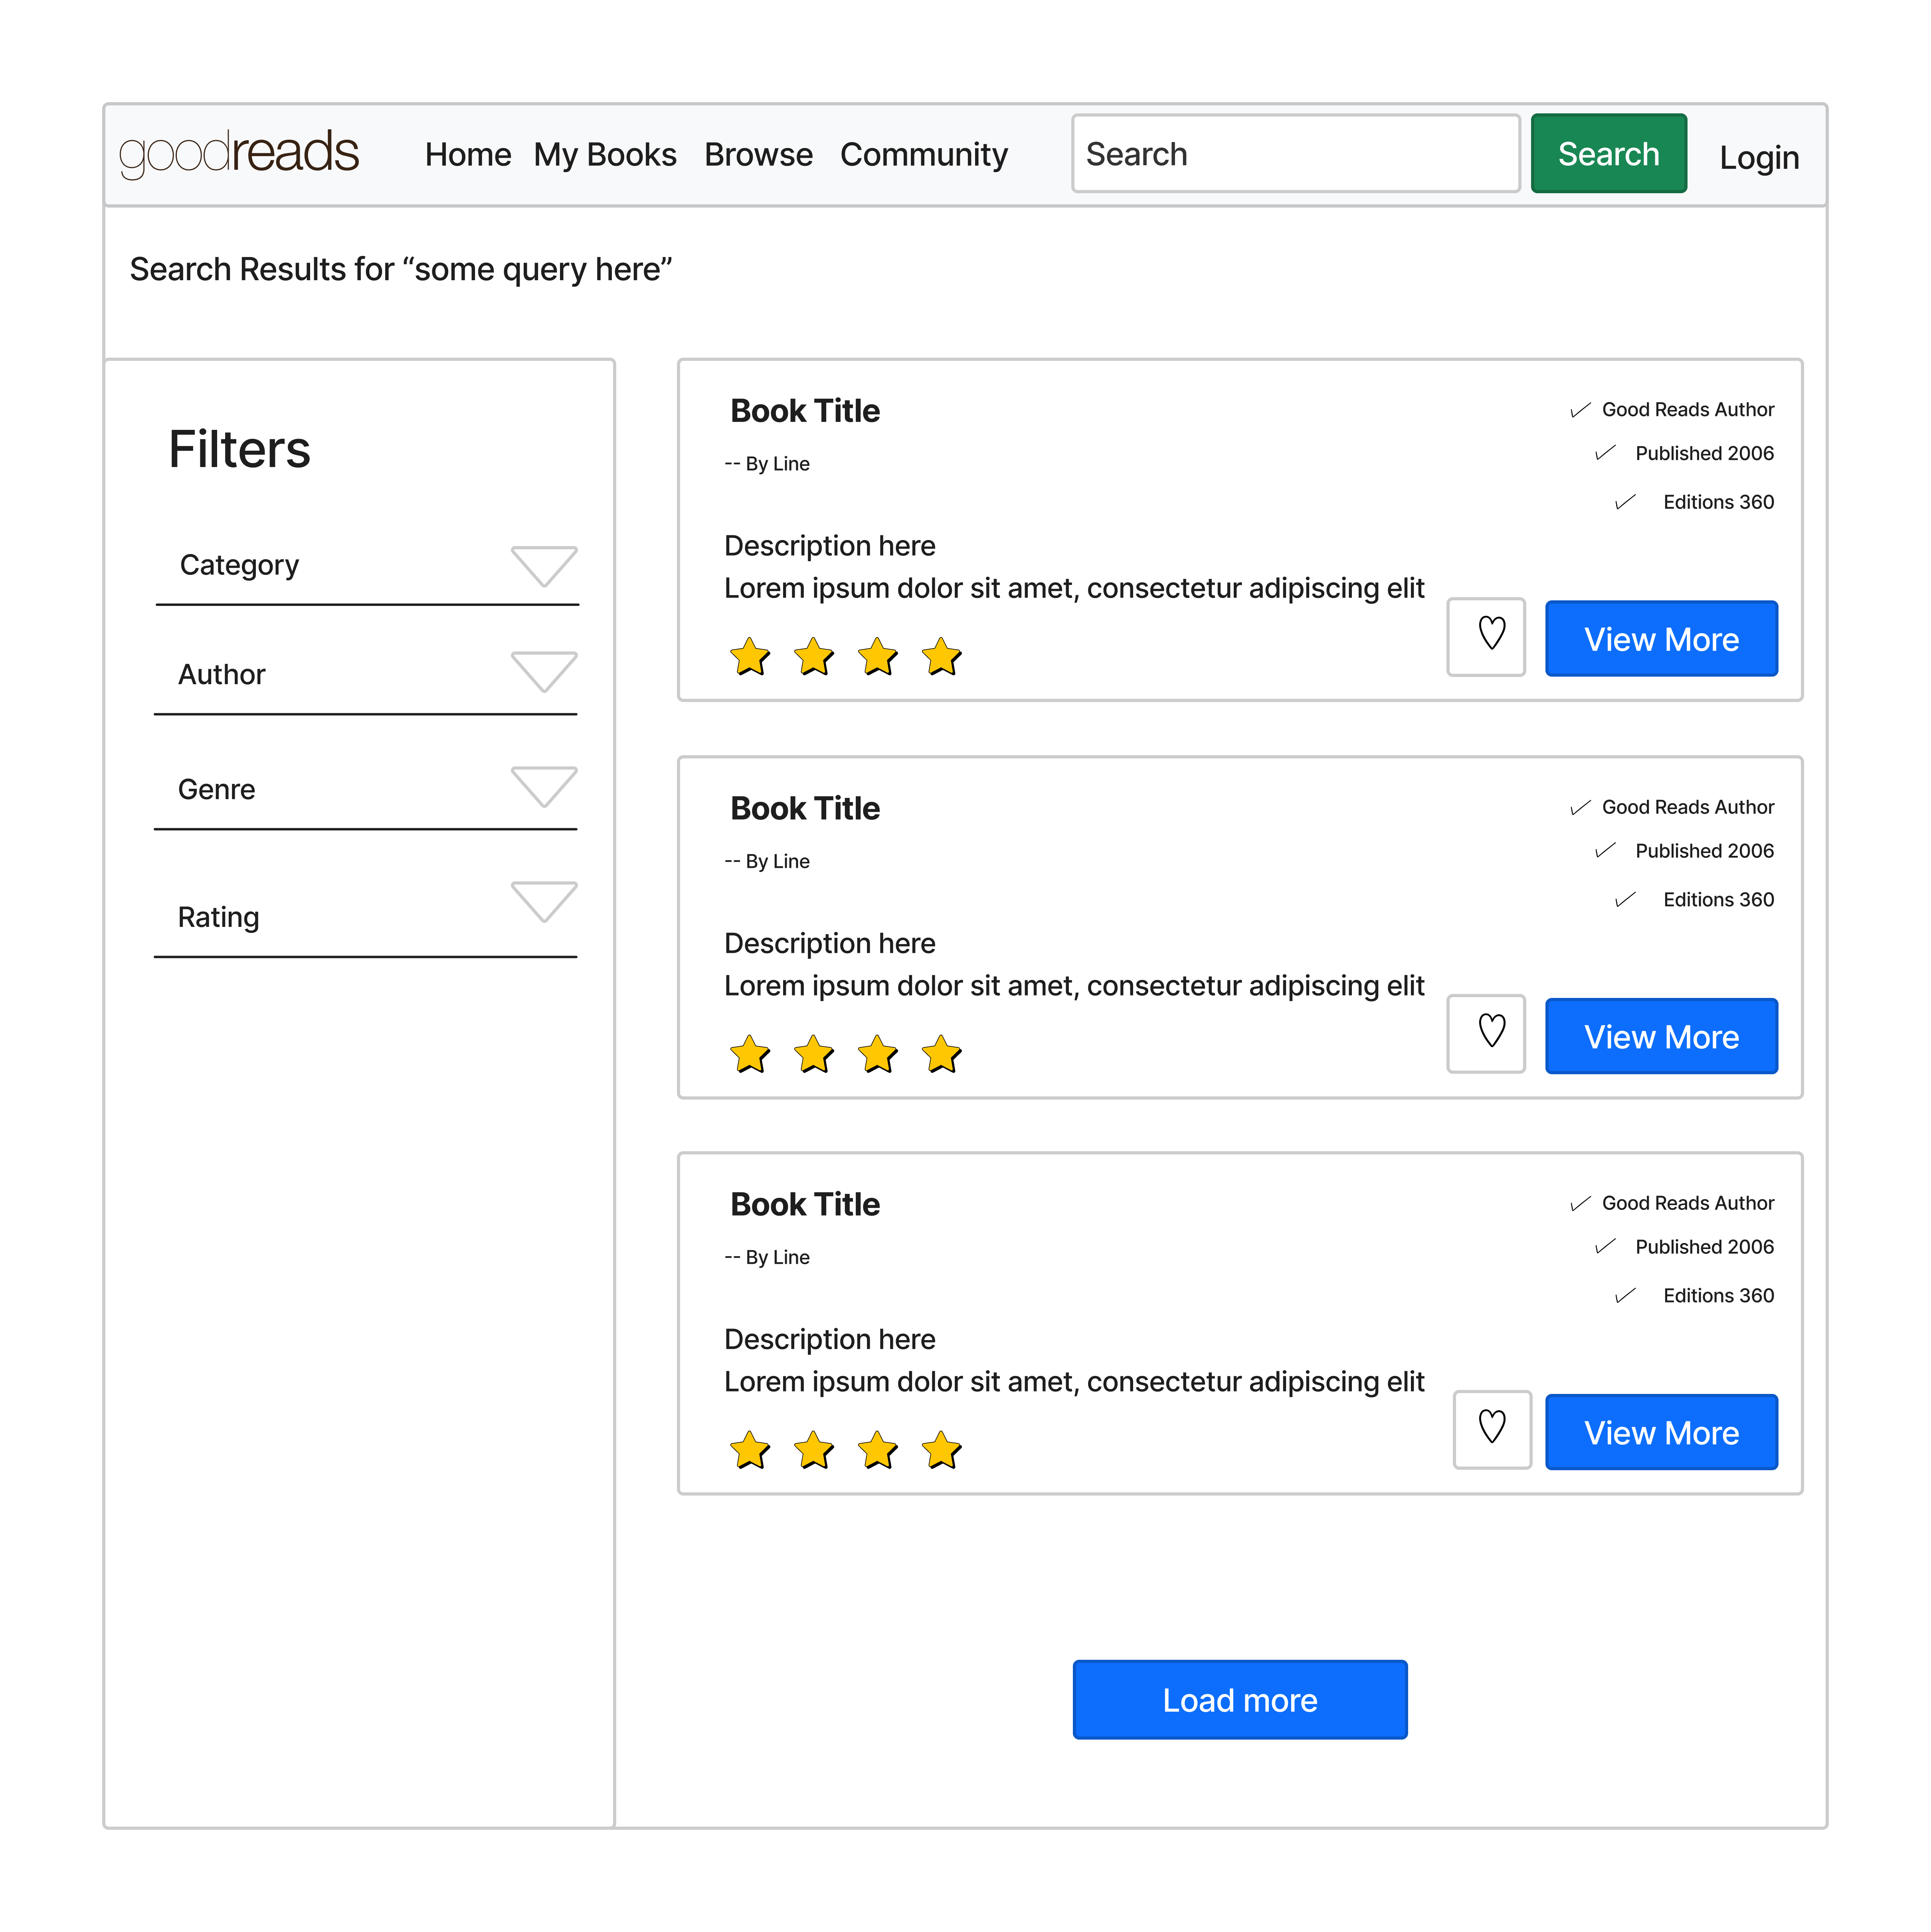 goodreads Home My Books Browse Community Search Search Login
Search Results for “some query here”
Filters
Category
Author
Genre
Rating
Book Title
-- By Line
Good Reads Author
Published 2006
Editions 360
Description here
Lorem ipsum dolor sit amet, consectetur adipiscing elit
View More
Book Title
-- By Line
Good Reads Author
Published 2006
Editions 360
Description here
Lorem ipsum dolor sit amet, consectetur adipiscing elit
View More
Book Title
-- By Line
Good Reads Author
Published 2006
Editions 360
Description here
Lorem ipsum dolor sit amet, consectetur adipiscing elit
View More
Load more